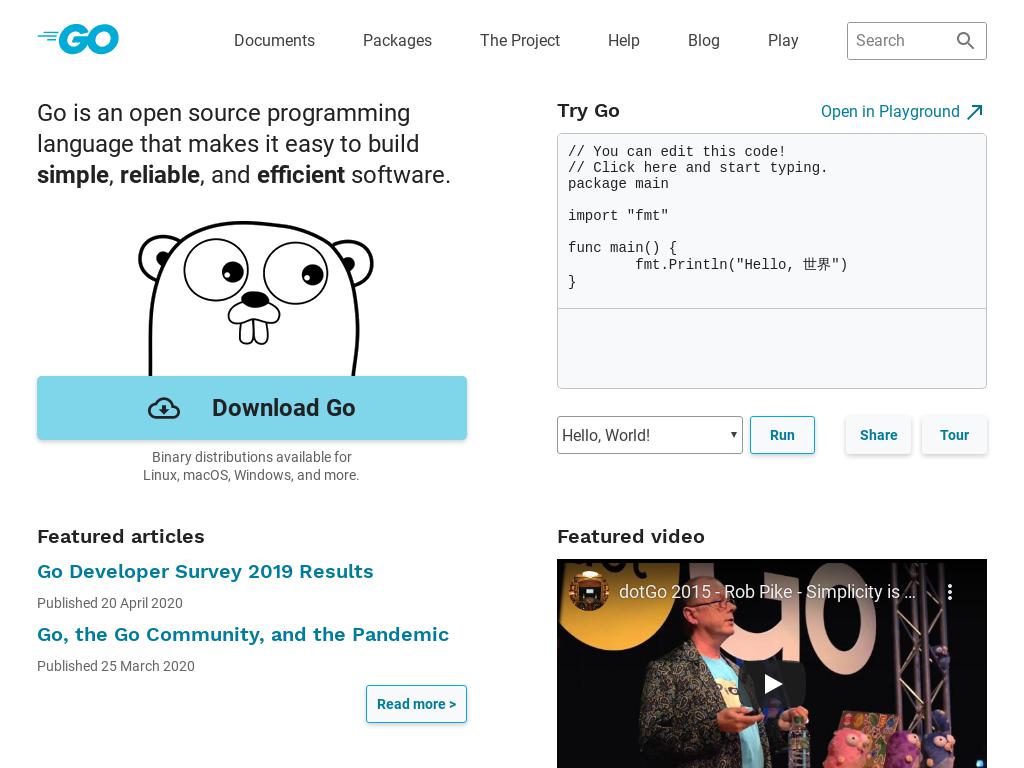 GO
Documents
Packages
The Project
Help
Blog
Play
Search
Go is an open source programming
language that makes it easy to build
simple, reliable, and efficient software.
Download Go
Binary distributions available for
Linux, macOS, Windows, and more.
Try Go
Open in Playground
// You can edit this code!
// Click here and start typing.
package main
import "fmt"
func main() {
fmt.Println("Hello, 世界")
}
Hello, World!
Run
Share
Tour
Featured articles
Go Developer Survey 2019 Results
Published 20 April 2020
Go, the Go Community, and the Pandemic
Published 25 March 2020
Read more >
Featured video
dotGo 2015 - Rob Pike - Simplicity is ...
dot
Go